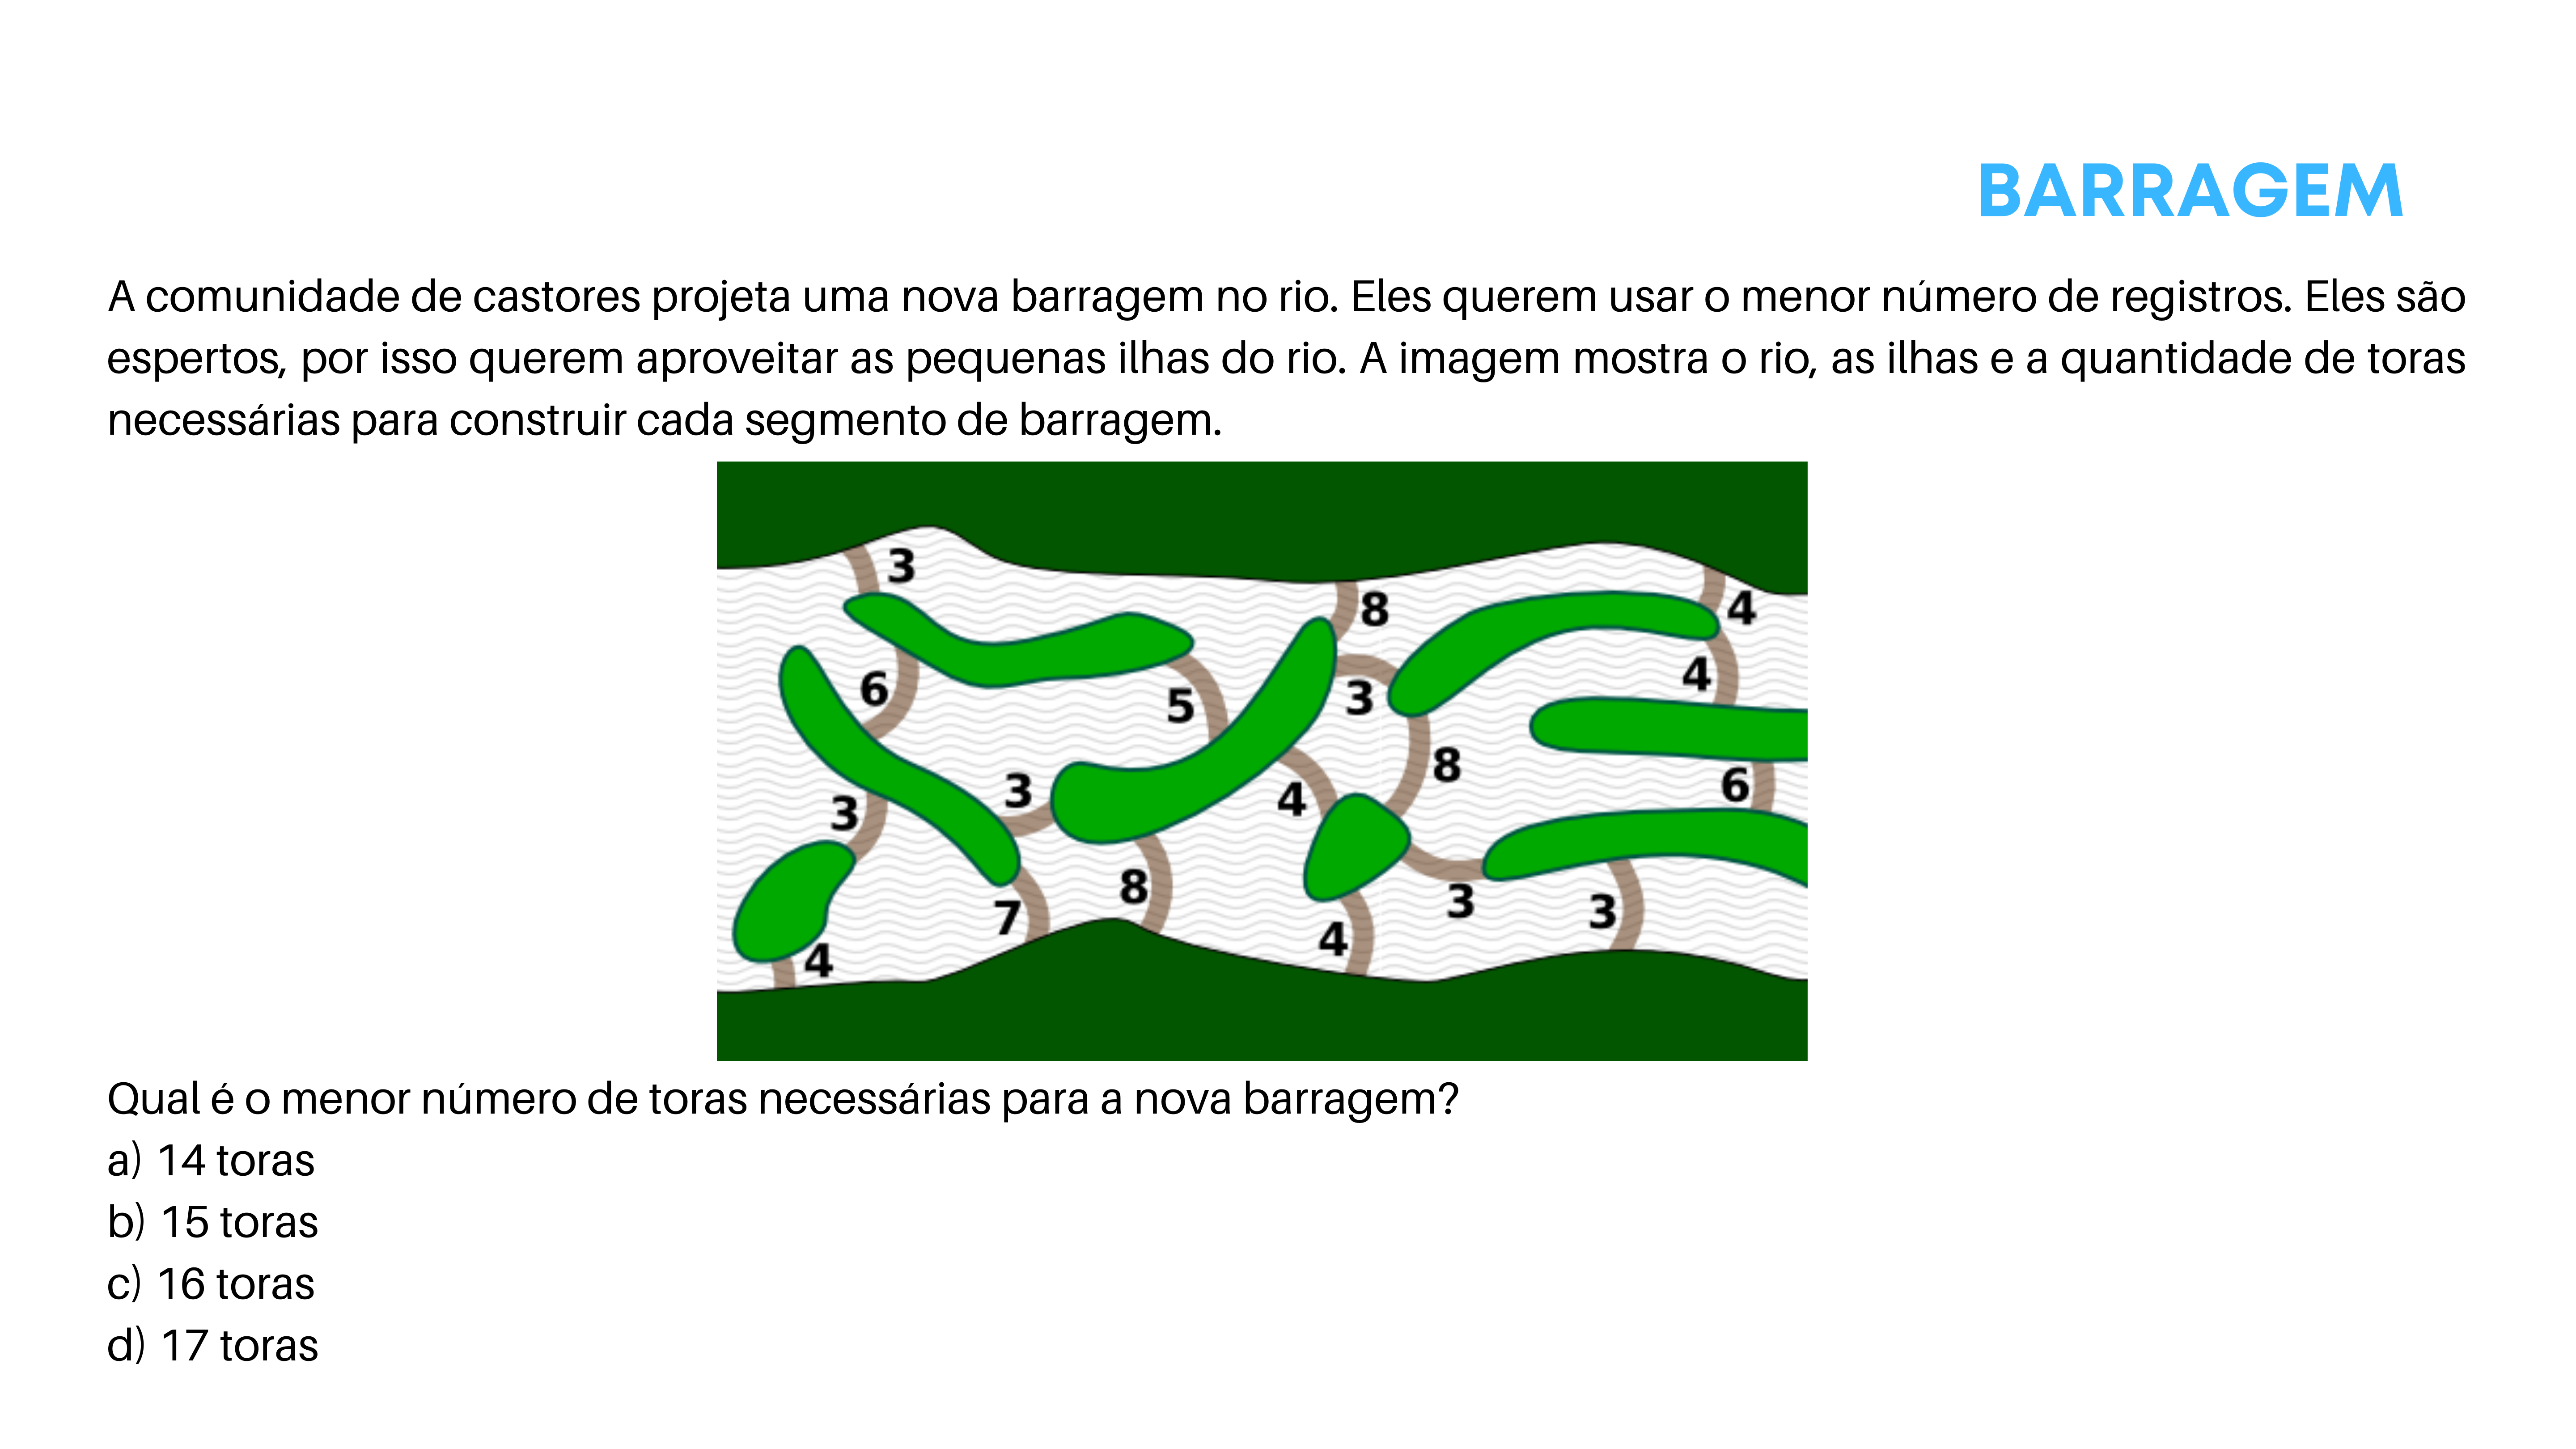 BARRAGEM
A comunidade de castores projeta uma nova barragem no rio. Eles querem usar o menor número de registros. Eles são
espertos, por isso querem aproveitar as pequenas ilhas do rio. A imagem mostra o rio, as ilhas e a quantidade de toras
necessárias para construir cada segmento de barragem.
3
8
4
6
5
3
4
3
3
4
8
6
8
7
4
3
3
4
Qual é o menor número de toras necessárias para a nova barragem?
a) 14 toras
b) 15 toras
c) 16 toras
d) 17 toras